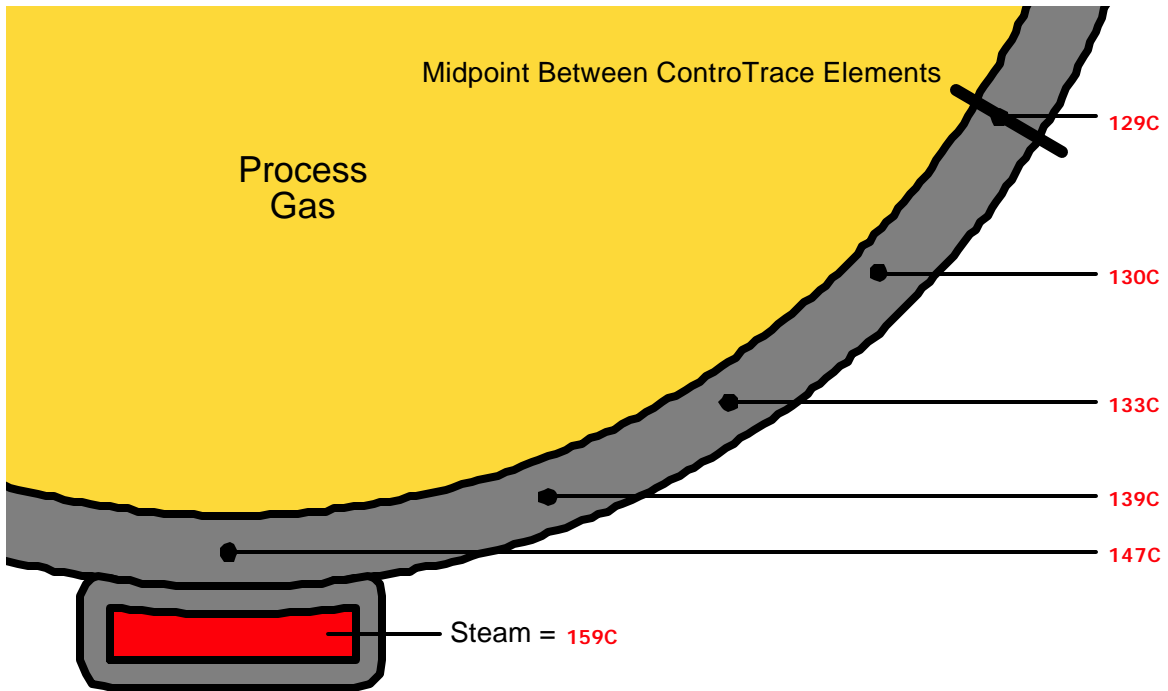 Midpoint Between ControTrace Elements
129C
Process
Gas
130C
133C
139C
147C
Steam = 159C